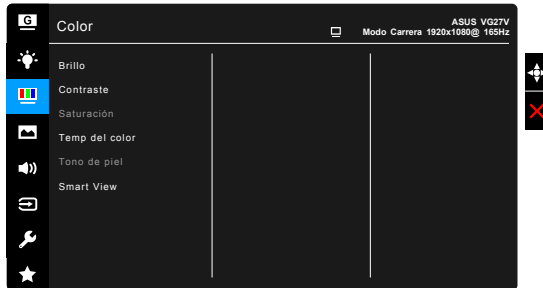 G
Color
ASUS VG27V
Modo Carrera 1920x1080@ 165Hz
Brillo
Contraste
Saturación
Temp del color
Tono de piel
Smart View